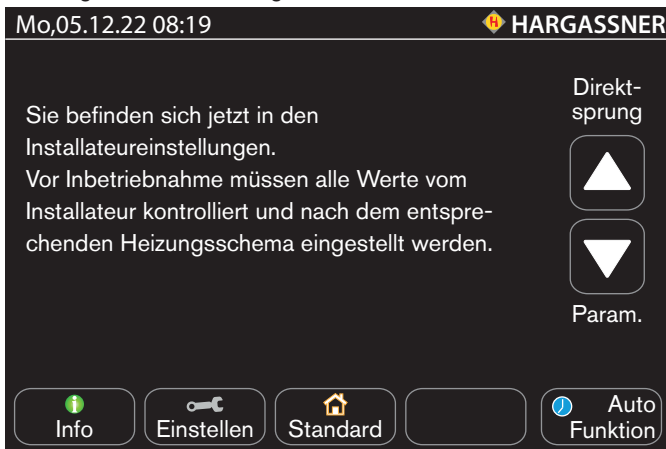 Mo,05.12.22 08:19
HARGASSNER
Sie befinden sich jetzt in den
Installateureinstellungen.
Vor Inbetriebnahme müssen alle Werte vom
Installateur kontrolliert und nach dem entspre-
chenden Heizungsschema eingestellt werden.
Direkt-
sprung
Param.
Info
Einstellen
Standard
Auto
Funktion